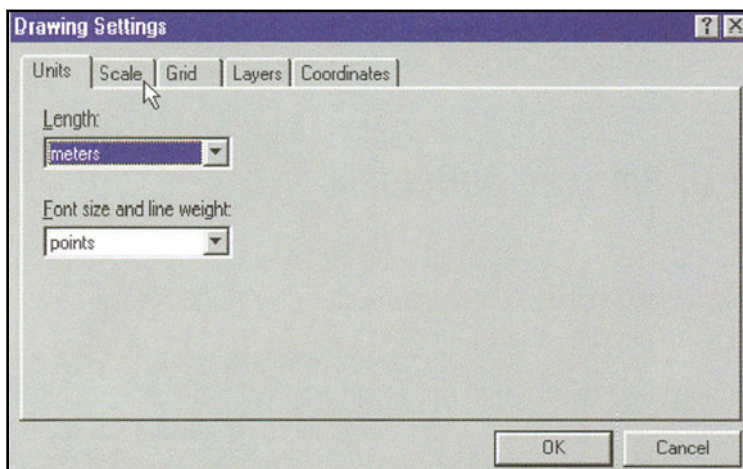 Drawing Settings
Units Scale Grid Layers Coordinates
Length:
meters
Font size and line weight:
points
OK Cancel